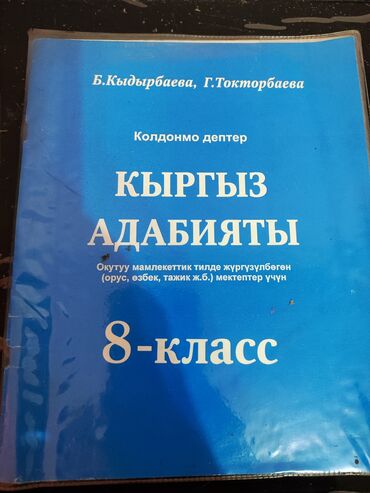 Б.Кыдырбаева, Г.Токторбаева
Колдонмо дептер
КЫРГЫЗ
АДАБИЯТЫ
Окутуу мамлекеттик тилде жүргүзүлбөгөн
(орус, өзбек, тажик ж.б.) мектептер үчүн
8-класс